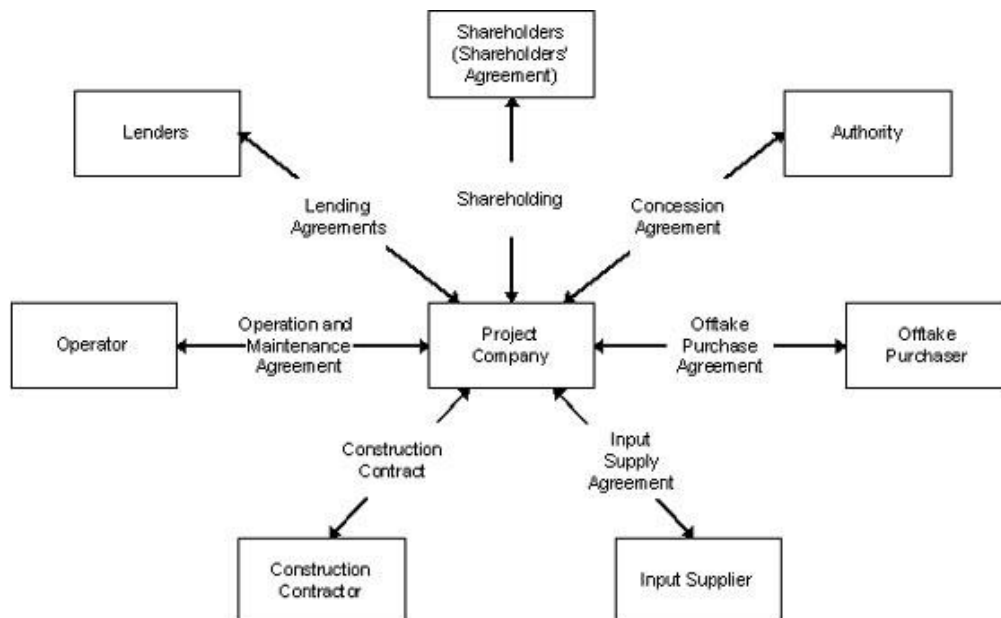 Shareholders
(Shareholders'
Agreement)
Lenders
Authority
Lending
Agreements
Shareholding
Concession
Agreement
Operator
Operation and
Maintenance
Agreement
Project
Company
Offtake
Purchase
Agreement
Offtake
Purchaser
Construction
Contract
Input
Supply
Agreement
Construction
Contractor
Input Supplier